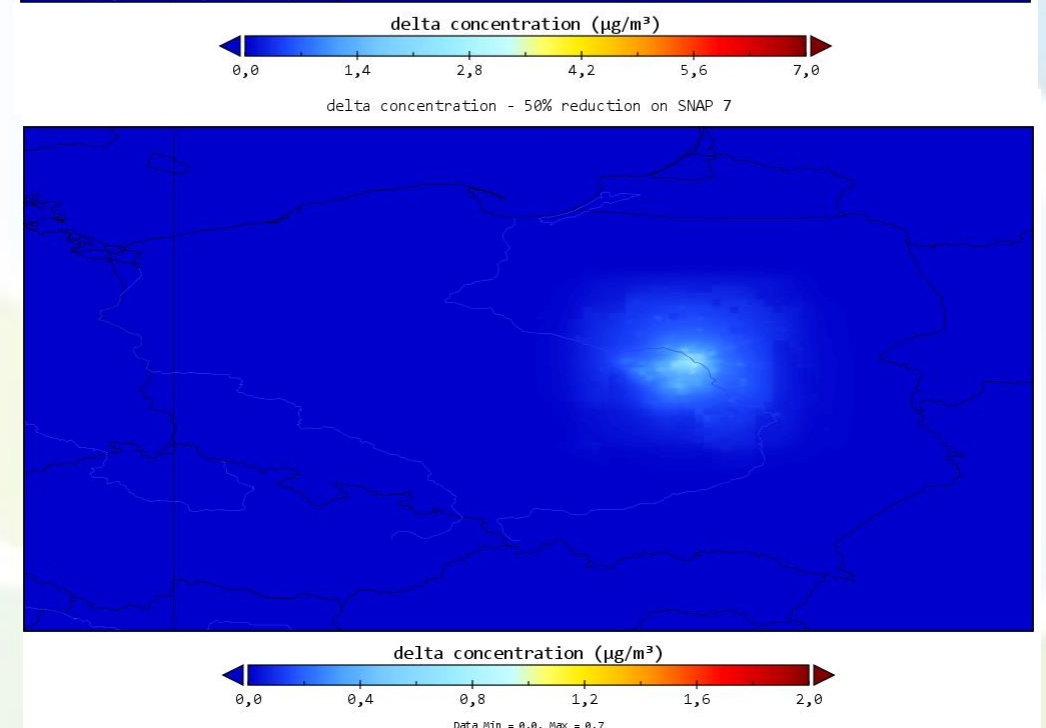 delta concentration (µg/m³)
0,0 1,4 2,8 4,2 5,6 7,0
delta concentration - 50% reduction on SNAP 7
delta concentration (µg/m³)
0,0 0,4 0,8 1,2 1,6 2,0
Data Min = 0,0, Max = 0,7